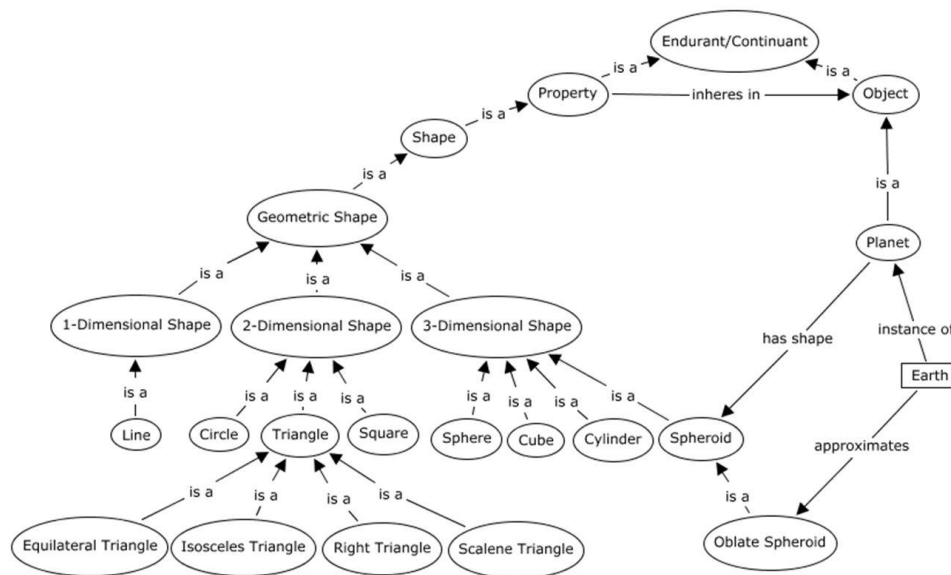 Endurant/Continuant
is a
is a
Property
inheres in
Object
is a
Shape
is a
is a
Geometric Shape
Planet
is a
is a
is a
1-Dimensional Shape
2-Dimensional Shape
3-Dimensional Shape
has shape
instance of
Earth
is a
is a
is a
is a
is a
is a
is a
is a
Line
Circle
Triangle
Square
Sphere
Cube
Cylinder
Spheroid
approximates
is a
is a
is a
is a
is a
Equilateral Triangle
Isosceles Triangle
Right Triangle
Scalene Triangle
Oblate Spheroid